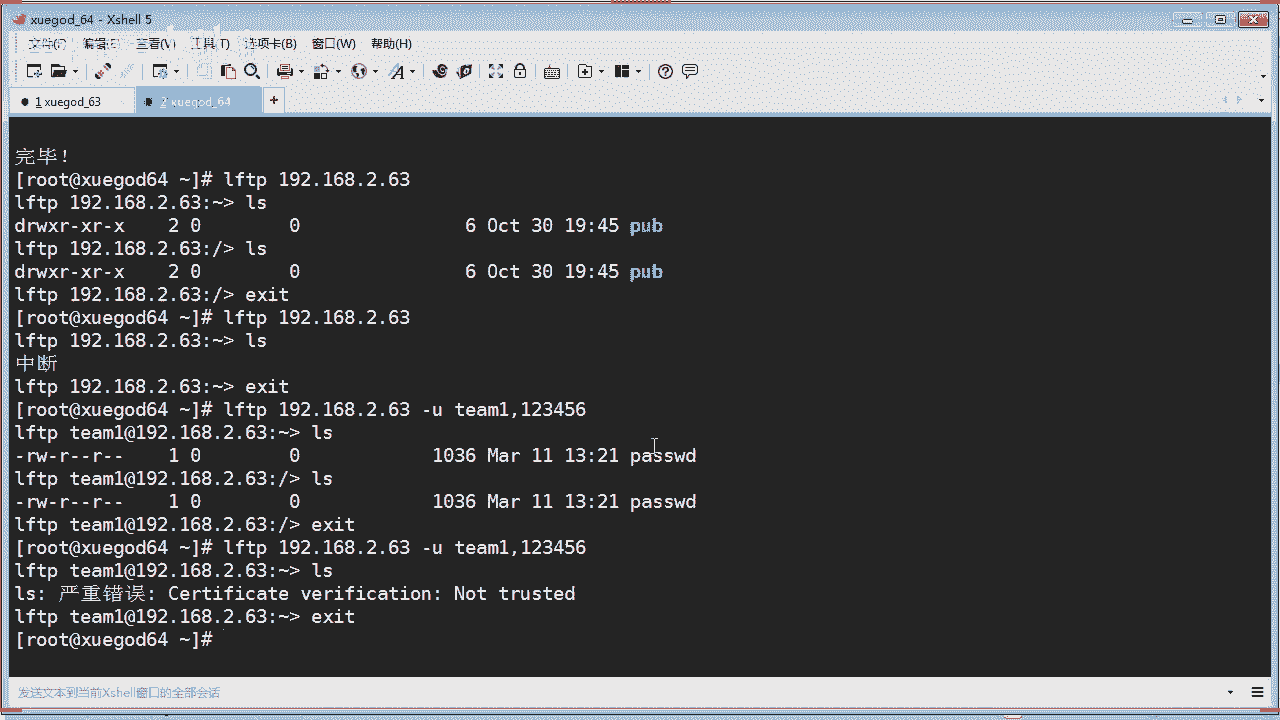 xuegod_64 - Xshell 5
文件(F) 编辑(E) 查看(V) 工具(T) 选项卡(B) 窗口(W) 帮助(H)
1 xuegod_63 2 xuegod_64 +
完毕!
[root@xuegod64 ~]# lftp 192.168.2.63
lftp 192.168.2.63:~> ls
drwxr-xr-x 2 0 0 6 Oct 30 19:45 pub
lftp 192.168.2.63:/> ls
drwxr-xr-x 2 0 0 6 Oct 30 19:45 pub
lftp 192.168.2.63:/> exit
[root@xuegod64 ~]# lftp 192.168.2.63
lftp 192.168.2.63:~> ls
中断
lftp 192.168.2.63:~> exit
[root@xuegod64 ~]# lftp 192.168.2.63 -u team1,123456
lftp team1@192.168.2.63:~> ls
-rw-r--r-- 1 0 0 1036 Mar 11 13:21 passwd
lftp team1@192.168.2.63:/> ls
-rw-r--r-- 1 0 0 1036 Mar 11 13:21 passwd
lftp team1@192.168.2.63:/> exit
[root@xuegod64 ~]# lftp 192.168.2.63 -u team1,123456
lftp team1@192.168.2.63:~> ls
ls: 严重错误: Certificate verification: Not trusted
lftp team1@192.168.2.63:~> exit
[root@xuegod64 ~]#
发送文本到当前Xshell窗口的全部会话